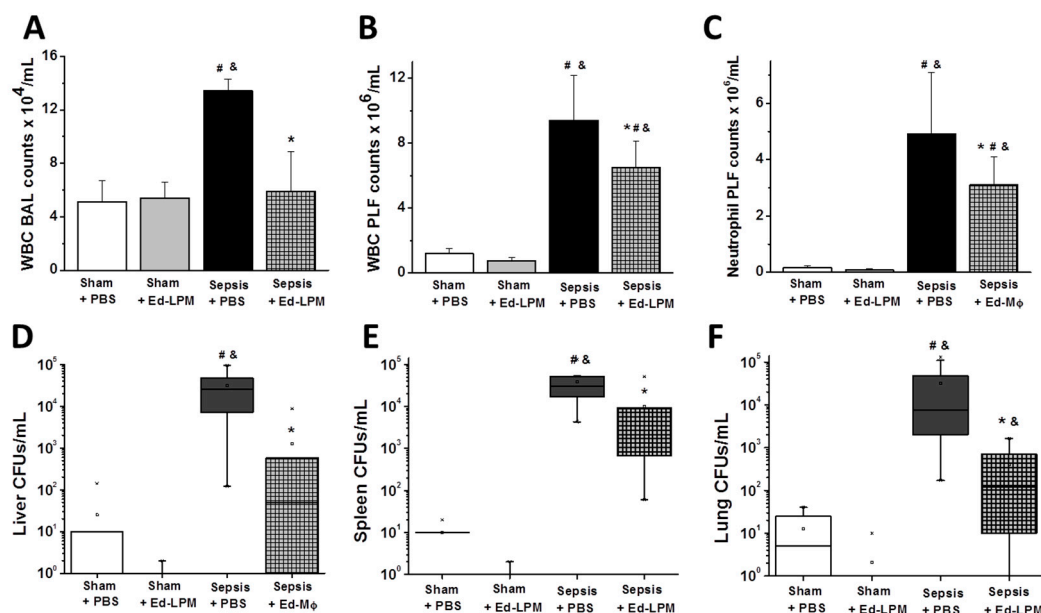 A
WBC BAL counts x 10^4/mL
16
12
8
4
0
# &
*
Sham + PBS
Sham + Ed-LPM
Sepsis + PBS
Sepsis + Ed-LPM
B
WBC PLF counts x 10^6/mL
12
8
4
0
# &
*# &
Sham + PBS
Sham + Ed-LPM
Sepsis + PBS
Sepsis + Ed-LPM
C
Neutrophil PLF counts x 10^6/mL
6
4
2
0
# &
* # &
Sham + PBS
Sham + Ed-LPM
Sepsis + PBS
Sepsis + Ed-Mϕ
D
Liver CFUs/mL
10^5
10^4
10^3
10^2
10^1
10^0
# &
*
Sham + PBS
Sham + Ed-LPM
Sepsis + PBS
Sepsis + Ed-Mϕ
E
Spleen CFUs/mL
10^5
10^4
10^3
10^2
10^1
10^0
# &
*
Sham + PBS
Sham + Ed-LPM
Sepsis + PBS
Sepsis + Ed-LPM
F
Lung CFUs/mL
10^5
10^4
10^3
10^2
10^1
10^0
# &
* &
Sham + PBS
Sham + Ed-LPM
Sepsis + PBS
Sepsis + Ed-LPM